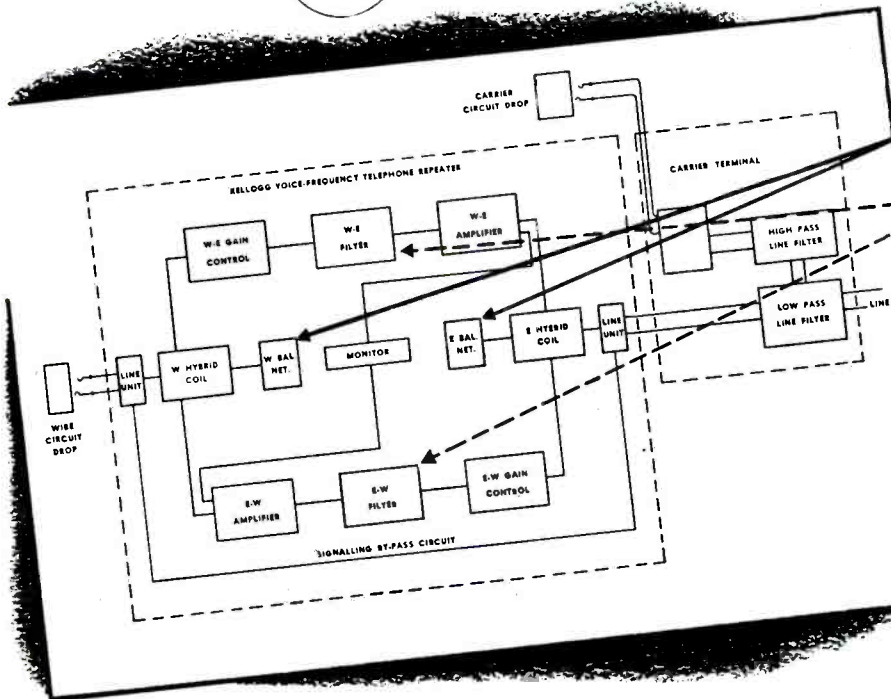 CARRIER
CIRCUIT DROP
KELLOGG VOICE-FREQUENCY TELEPHONE REPEATER
CARRIER TERMINAL
W-E GAIN
CONTROL
W-E
FILTER
W-E
AMPLIFIER
HIGH PASS
LINE FILTER
LOW PASS
LINE FILTER
LINE
WIRE
CIRCUIT
DROP
LINE
UNIT
W HYBRID
COIL
W BAL
NET.
MONITOR
E BAL
NET.
E HYBRID
COIL
LINE
UNIT
E-W
AMPLIFIER
E-W
FILTER
E-W GAIN
CONTROL
SIGNALLING BY-PASS CIRCUIT